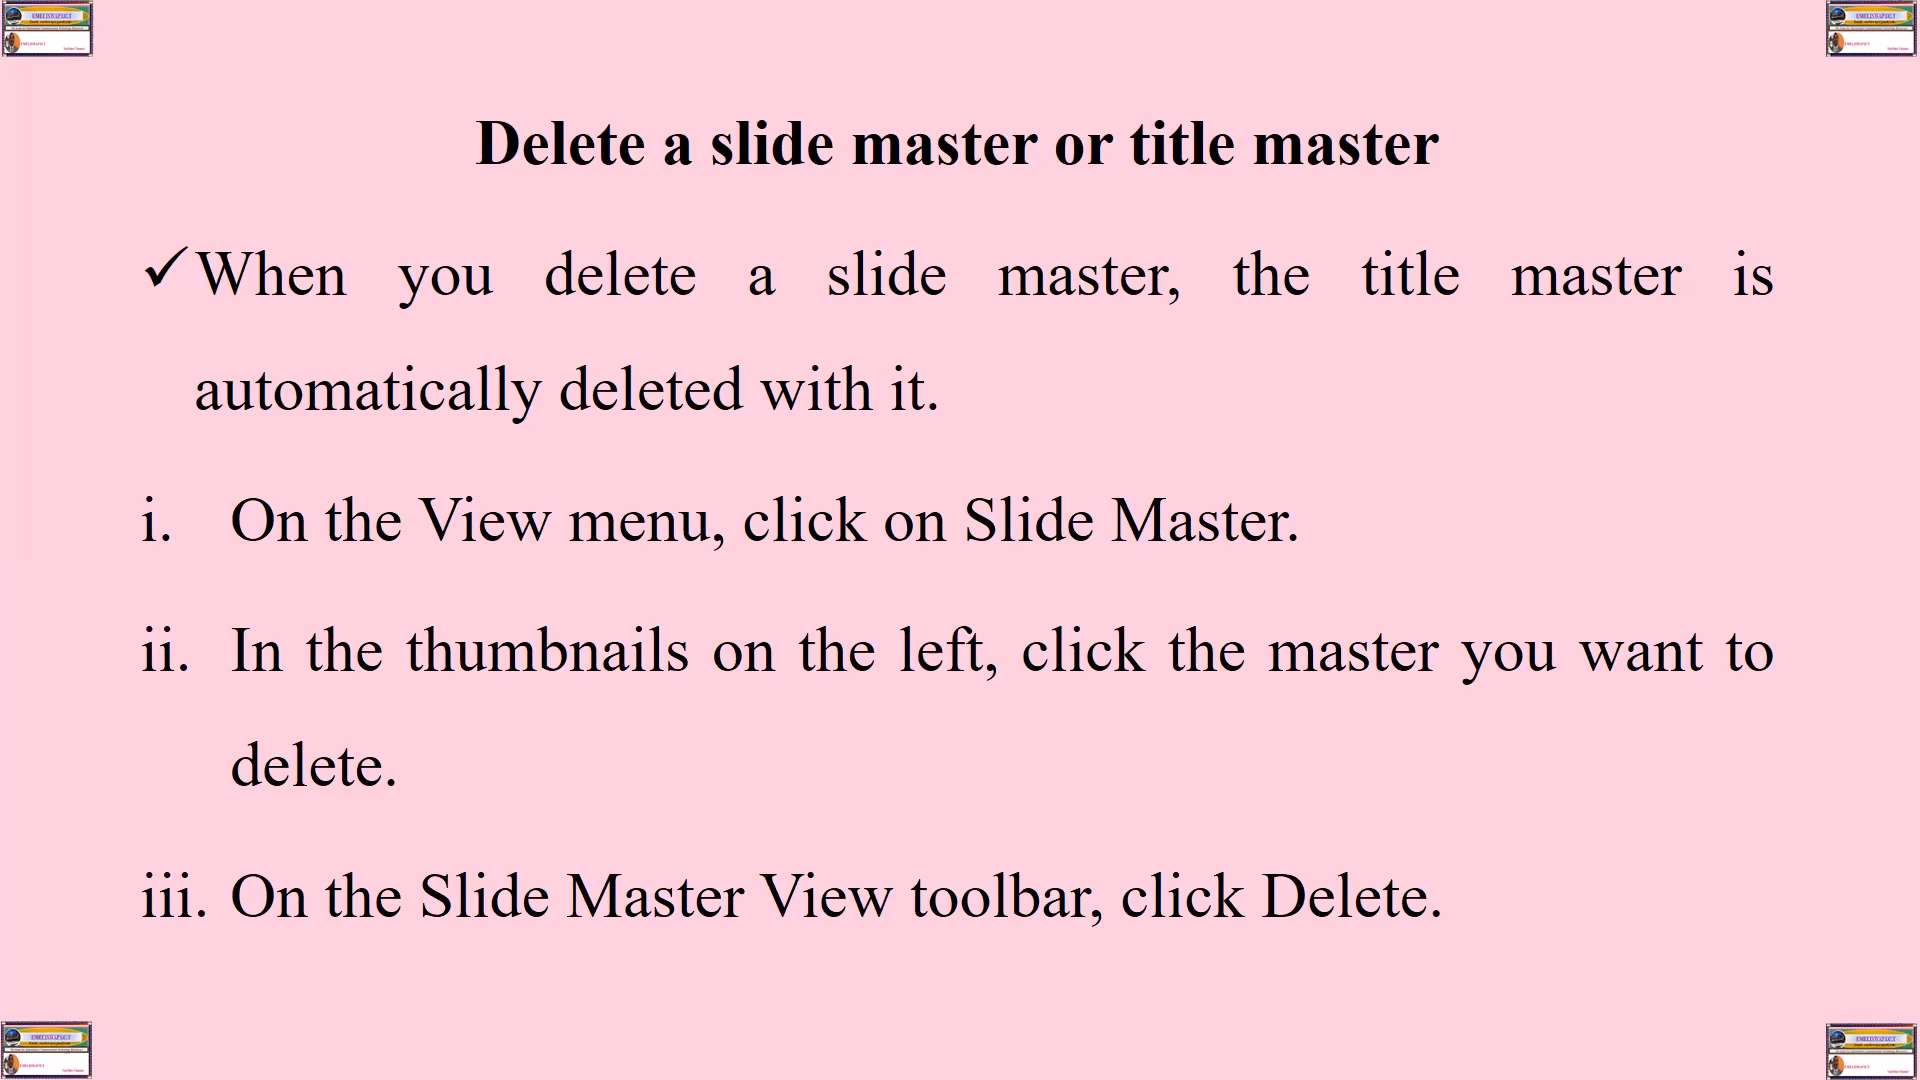 Delete a slide master or title master
✓ When you delete a slide master, the title master is
automatically deleted with it.
i. On the View menu, click on Slide Master.
ii. In the thumbnails on the left, click the master you want to
delete.
iii. On the Slide Master View toolbar, click Delete.